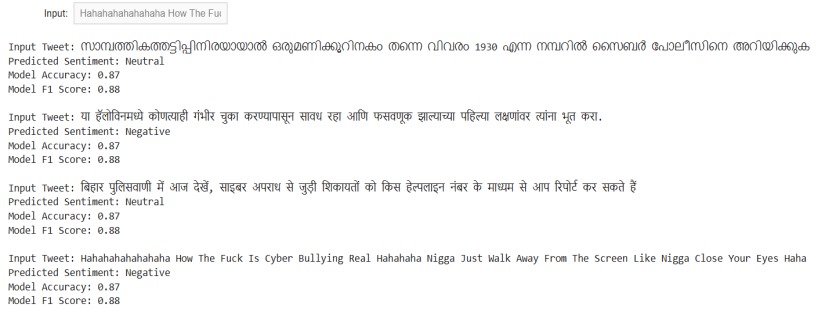 Input: Hahahahahahahaha How The Fu
Input Tweet: സാമ്പത്തികത്തട്ടിപ്പിനിരയായാൽ ഒരുമണിക്കൂറിനകം തന്നെ വിവരം 1930 എന്ന നമ്പറിൽ സൈബർ പോലീസിനെ അറിയിക്കുക
Predicted Sentiment: Neutral
Model Accuracy: 0.87
Model F1 Score: 0.88
Input Tweet: या हॅलोविनमध्ये कोणत्याही गंभीर चुका करण्यापासून सावध रहा आणि फसवणूक झाल्याच्या पहिल्या लक्षणांवर त्यांना भूत करा.
Predicted Sentiment: Negative
Model Accuracy: 0.87
Model F1 Score: 0.88
Input Tweet: बिहार पुलिसवाणी में आज देखें, साइबर अपराध से जुड़ी शिकायतों को किस हेल्पलाइन नंबर के माध्यम से आप रिपोर्ट कर सकते हैं
Predicted Sentiment: Neutral
Model Accuracy: 0.87
Model F1 Score: 0.88
Input Tweet: Hahahahahahahaha How The Fuck Is Cyber Bullying Real Hahahaha Nigga Just Walk Away From The Screen Like Nigga Close Your Eyes Haha
Predicted Sentiment: Negative
Model Accuracy: 0.87
Model F1 Score: 0.88